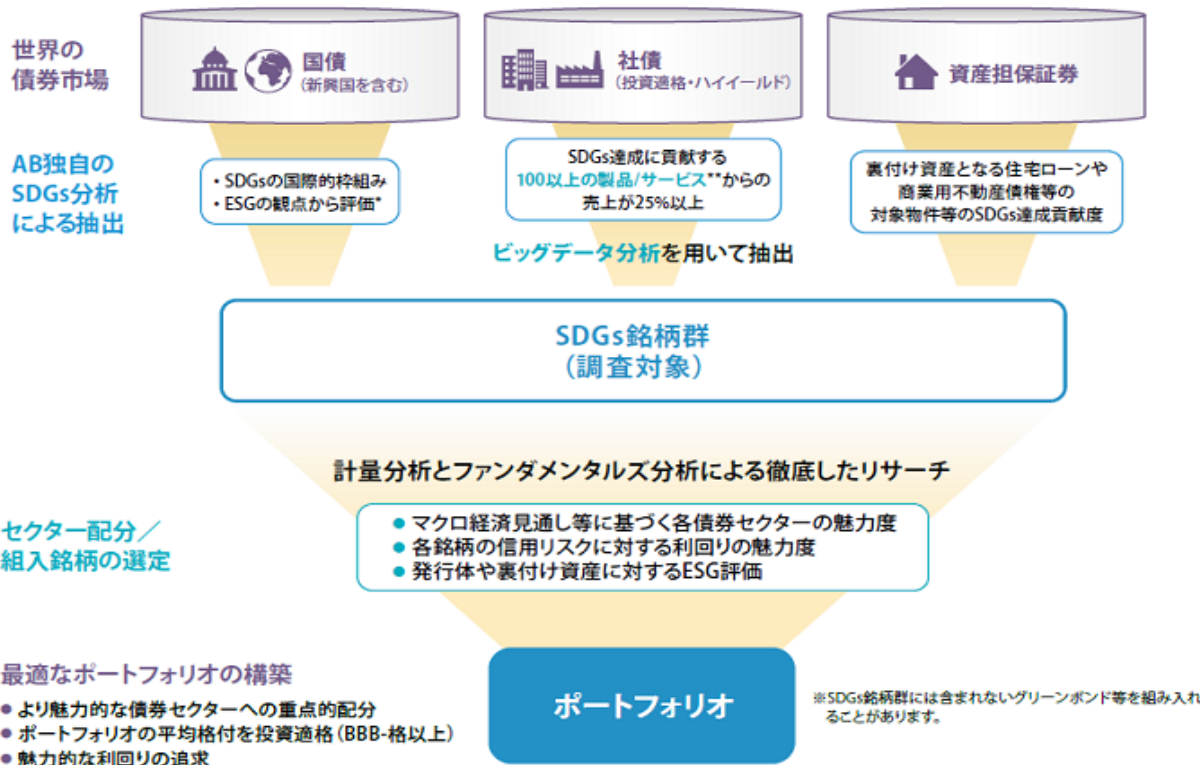 世界の
債券市場
国債
（新興国を含む）
社債
（投資適格・ハイイールド）
資産担保証券
AB独自の
SDGs分析
による抽出
・SDGsの国際的枠組み
・ESGの観点から評価*
SDGs達成に貢献する
100以上の製品/サービス**からの
売上が25%以上
裏付け資産となる住宅ローンや
商業用不動産債権等の
対象物件等のSDGs達成貢献度
ビッグデータ分析を用いて抽出
SDGs銘柄群
（調査対象）
計量分析とファンダメンタルズ分析による徹底したリサーチ
セクター配分／
組入銘柄の選定
● マクロ経済見通し等に基づく各債券セクターの魅力度
● 各銘柄の信用リスクに対する利回りの魅力度
● 発行体や裏付け資産に対するESG評価
最適なポートフォリオの構築
● より魅力的な債券セクターへの重点的配分
● ポートフォリオの平均格付を投資適格（BBB-格以上）
● 魅力的な利回りの追求
ポートフォリオ
※SDGs銘柄群には含まれないグリーンボンド等を組み入れ
ることがあります。